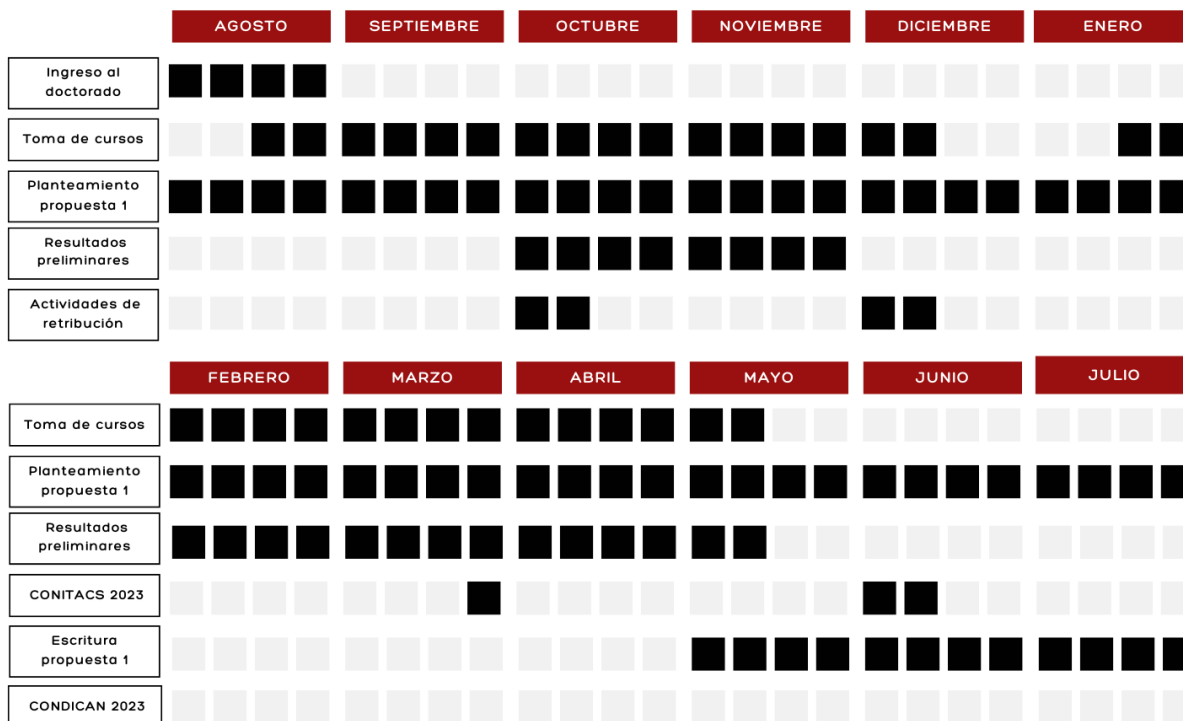 AGOSTO SEPTIEMBRE OCTUBRE NOVIEMBRE DICIEMBRE ENERO
Ingreso al
doctorado
Toma de cursos
Planteamiento
propuesta 1
Resultados
preliminares
Actividades de
retribución
FEBRERO MARZO ABRIL MAYO JUNIO JULIO
Toma de cursos
Planteamiento
propuesta 1
Resultados
preliminares
CONITACS 2023
Escritura
propuesta 1
CONDICAN 2023